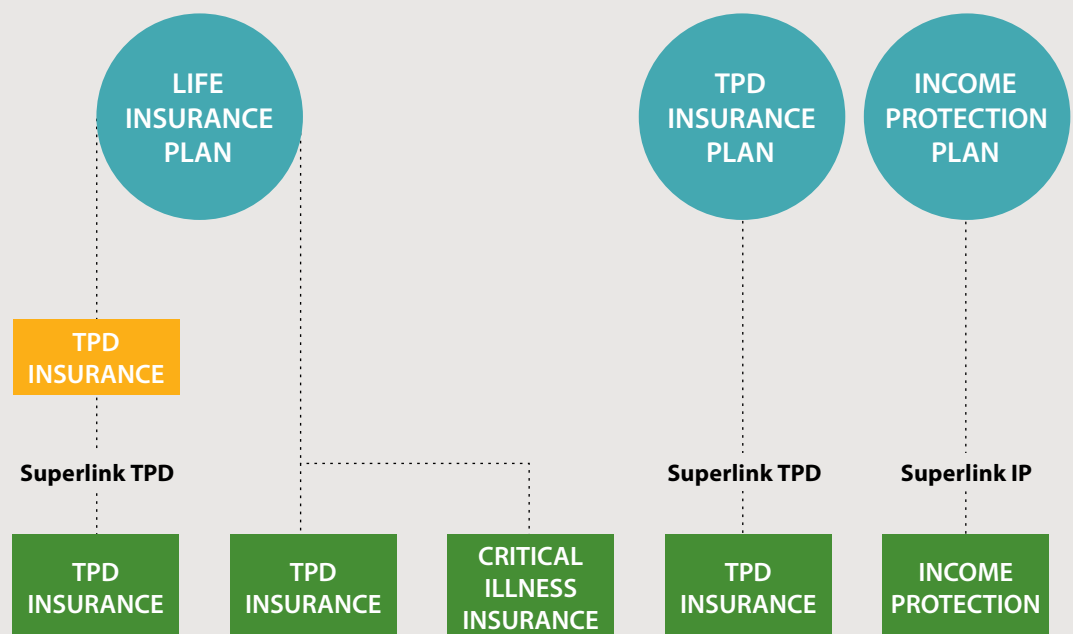 LIFE
INSURANCE
PLAN
TPD
INSURANCE
PLAN
INCOME
PROTECTION
PLAN
TPD
INSURANCE
Superlink TPD
Superlink TPD
Superlink IP
TPD
INSURANCE
TPD
INSURANCE
CRITICAL
ILLNESS
INSURANCE
TPD
INSURANCE
INCOME
PROTECTION